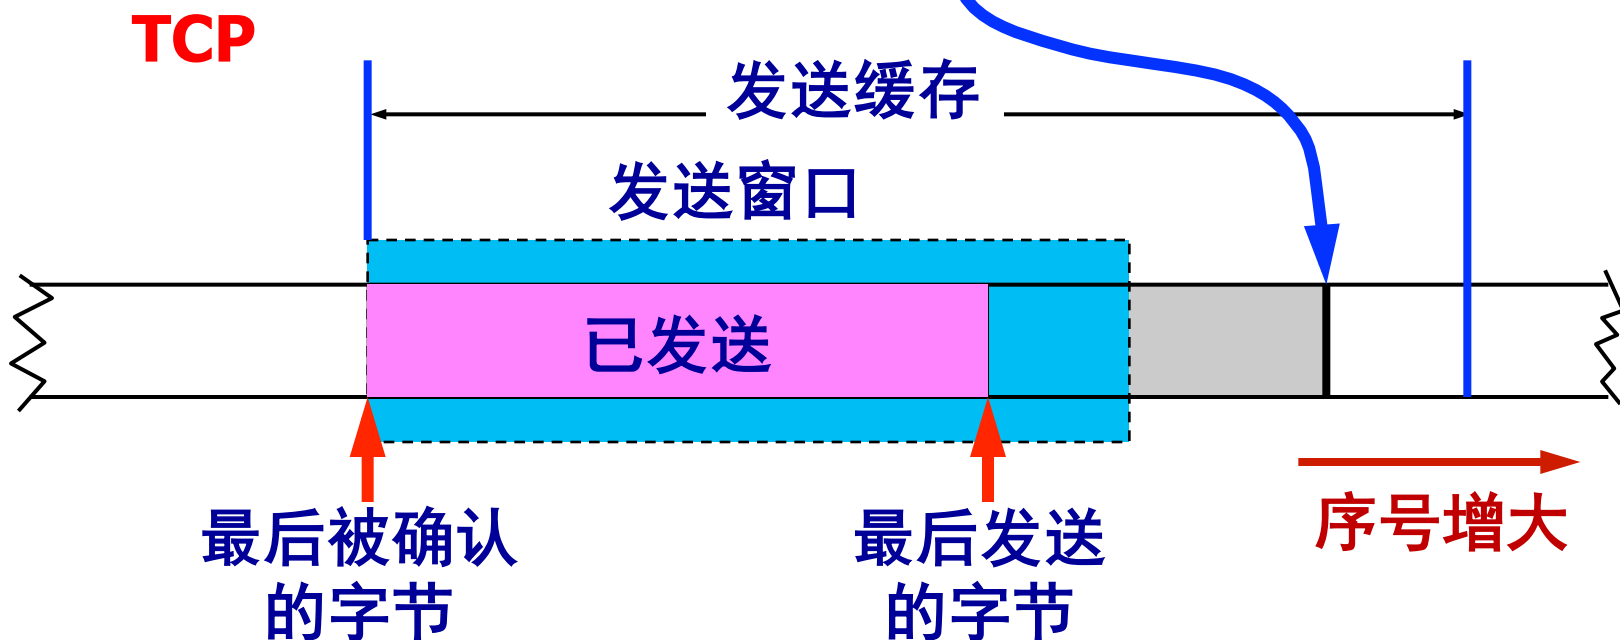 TCP
发送缓存
发送窗口
已发送
最后被确认
的字节
最后发送
的字节
序号增大